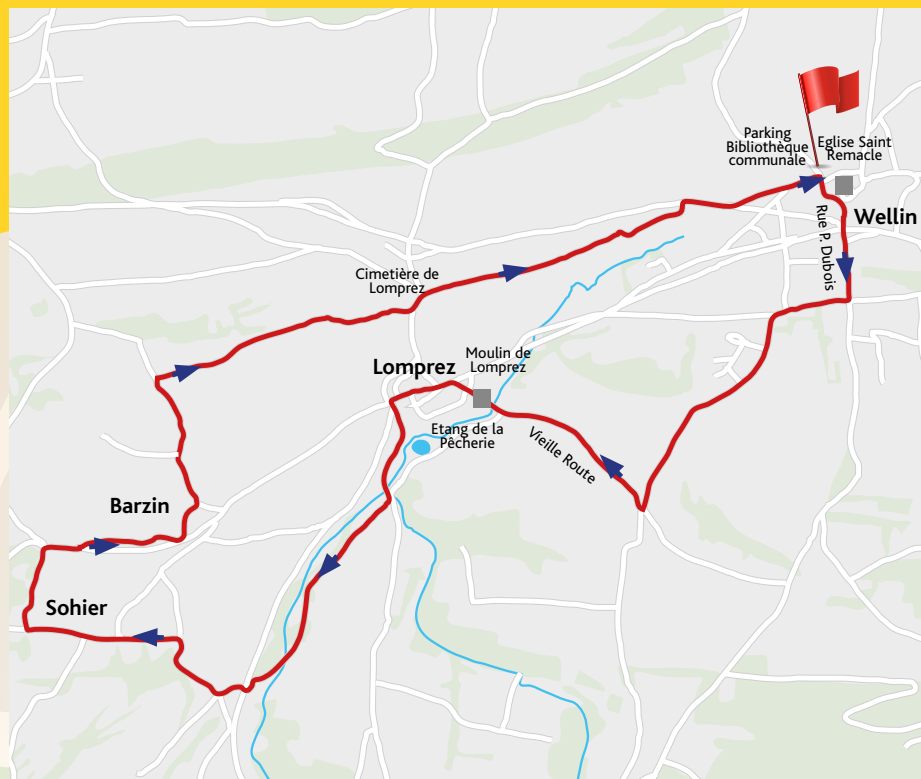 Parking
Bibliothèque
communale
Eglise Saint
Remacle
Wellin
Rue P. Dubois
Cimetière de
Lomprez
Lomprez
Moulin de
Lomprez
Etang de la
Pêcherie
Vieille Route
Barzin
Sohier